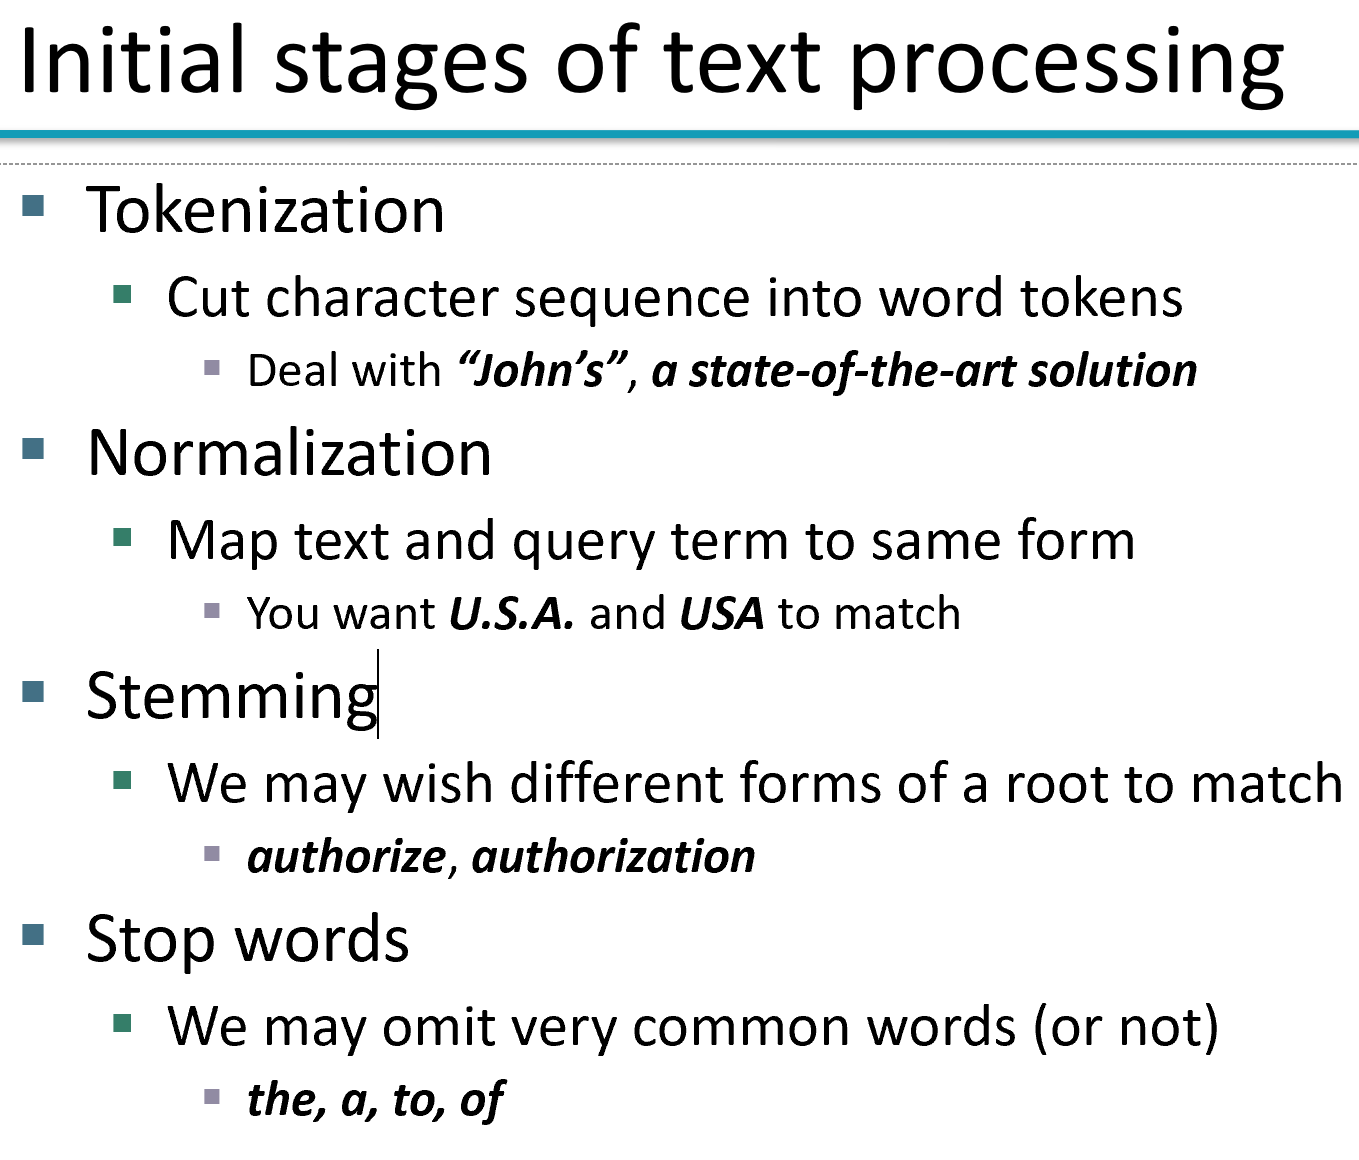 Initial stages of text processing
Tokenization
Cut character sequence into word tokens
Deal with “John’s”, a state-of-the-art solution
Normalization
Map text and query term to same form
You want U.S.A. and USA to match
Stemming
We may wish different forms of a root to match
authorize, authorization
Stop words
We may omit very common words (or not)
the, a, to, of